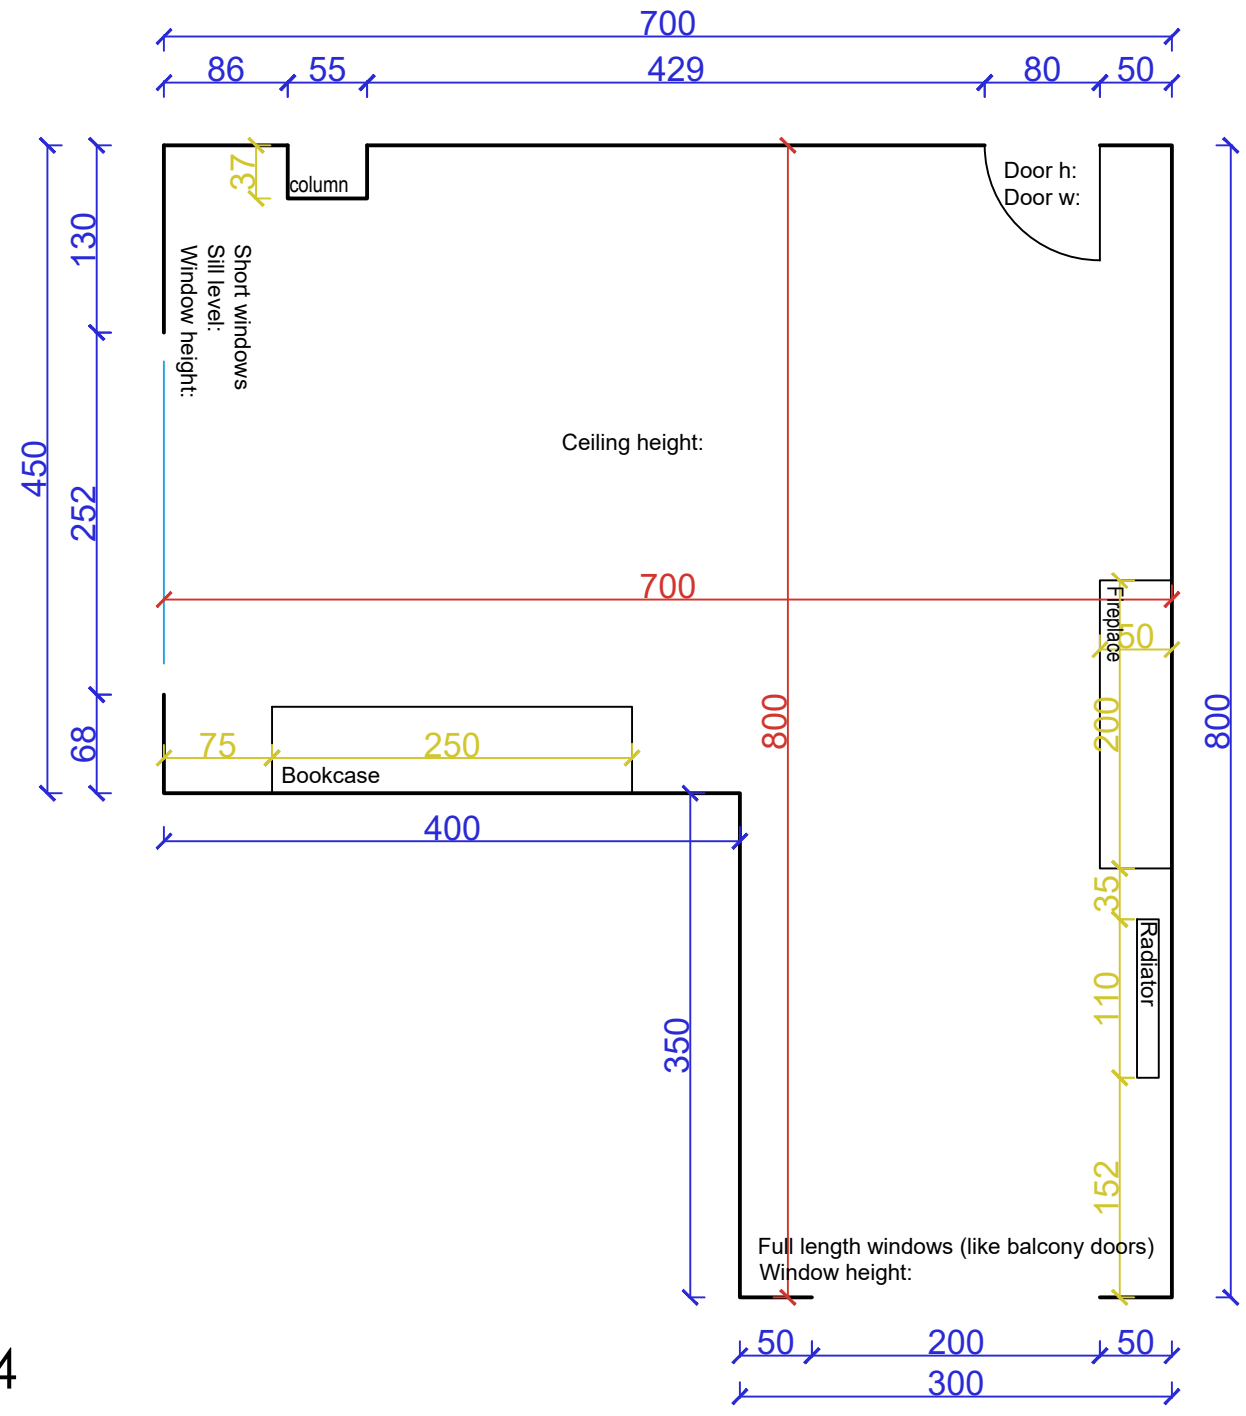 700
86 55 429 80 50
37
column
Door h:
Door w:
130
Short windows
Sill level:
Window height:
450
252
Ceiling height:
700
Fireplace
50
200
800
800
68
75 250
Bookcase
400
35
Radiator
110
350
152
Full length windows (like balcony doors)
Window height:
50 200 50
300
4